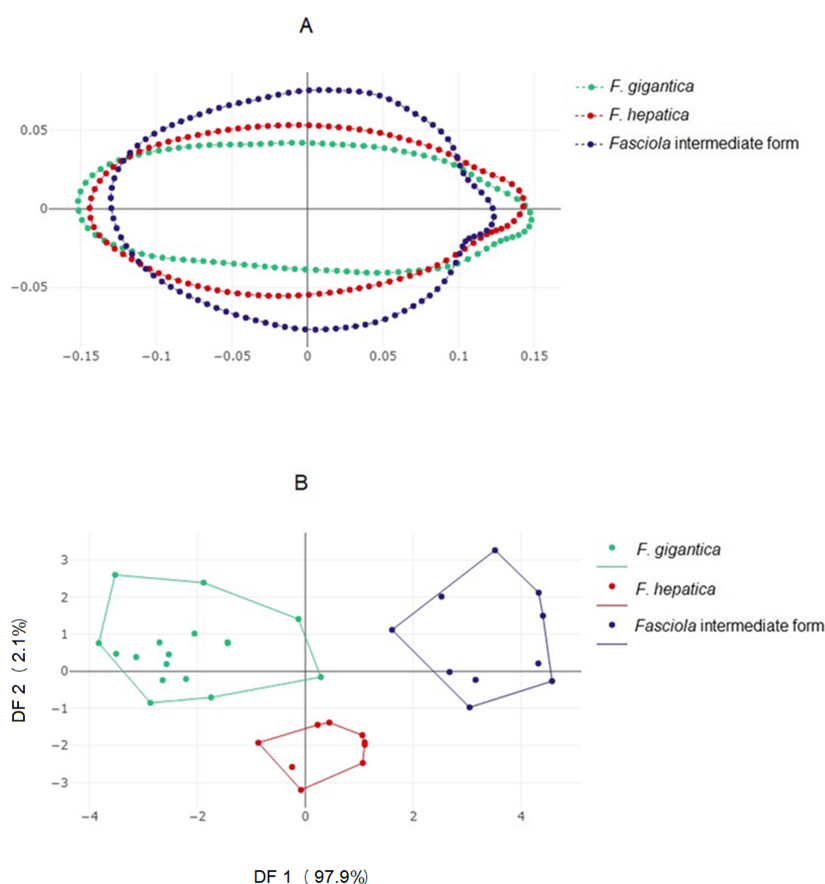 A
F. gigantica
F. hepatica
Fasciola intermediate form
0.05
0
−0.05
−0.15
−0.1
−0.05
0
0.05
0.1
0.15
B
F. gigantica
F. hepatica
Fasciola intermediate form
3
2
1
0
−1
−2
−3
DF 2 ( 2.1%)
−4
−2
0
2
4
DF 1 ( 97.9%)